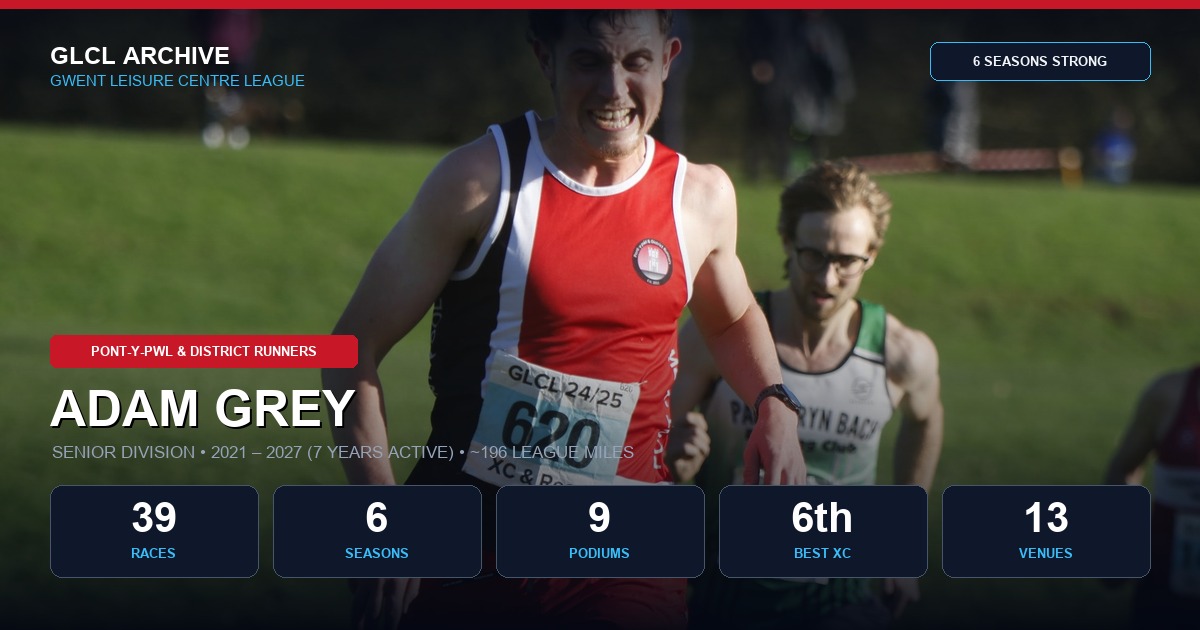 GLCL ARCHIVE
GWENT LEISURE CENTRE LEAGUE
6 SEASONS STRONG
GLCL 24/25
620
XC &
PONT-Y-PWL & DISTRICT RUNNERS
ADAM GREY
SENIOR DIVISION • 2021 – 2027 (7 YEARS ACTIVE) • ~196 LEAGUE MILES
39
RACES
6
SEASONS
9
PODIUMS
6th
BEST XC
13
VENUES